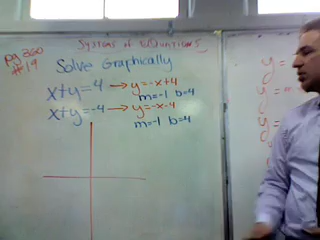 pg 360
#19
SYSTEMS of EQUATIONS
Solve Graphically
x+y=4 → y=-x+4
m=-1 b=4
x+y=-4 → y=-x-4
m=-1 b=4
y=
y=
y=